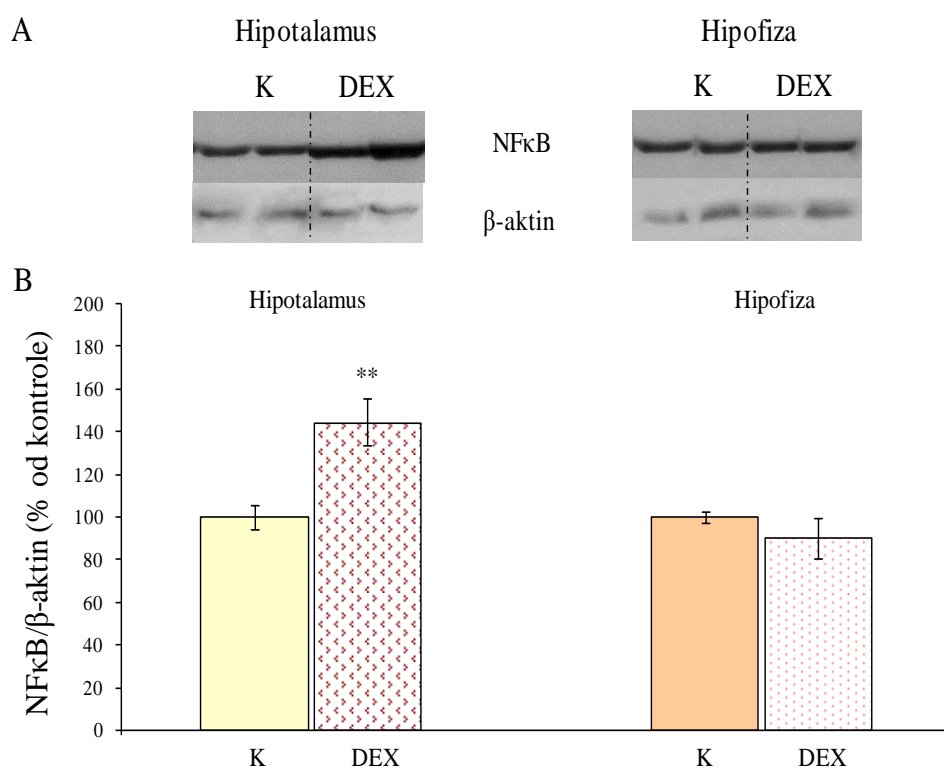 A
Hipotalamus
Hipofiza
K DEX
K DEX
NFκB
β-aktin
B
Hipotalamus
Hipofiza
NFκB/β-aktin (% od kontrole)
200
180
160
140
120
100
80
60
40
20
0
**
K DEX
K DEX